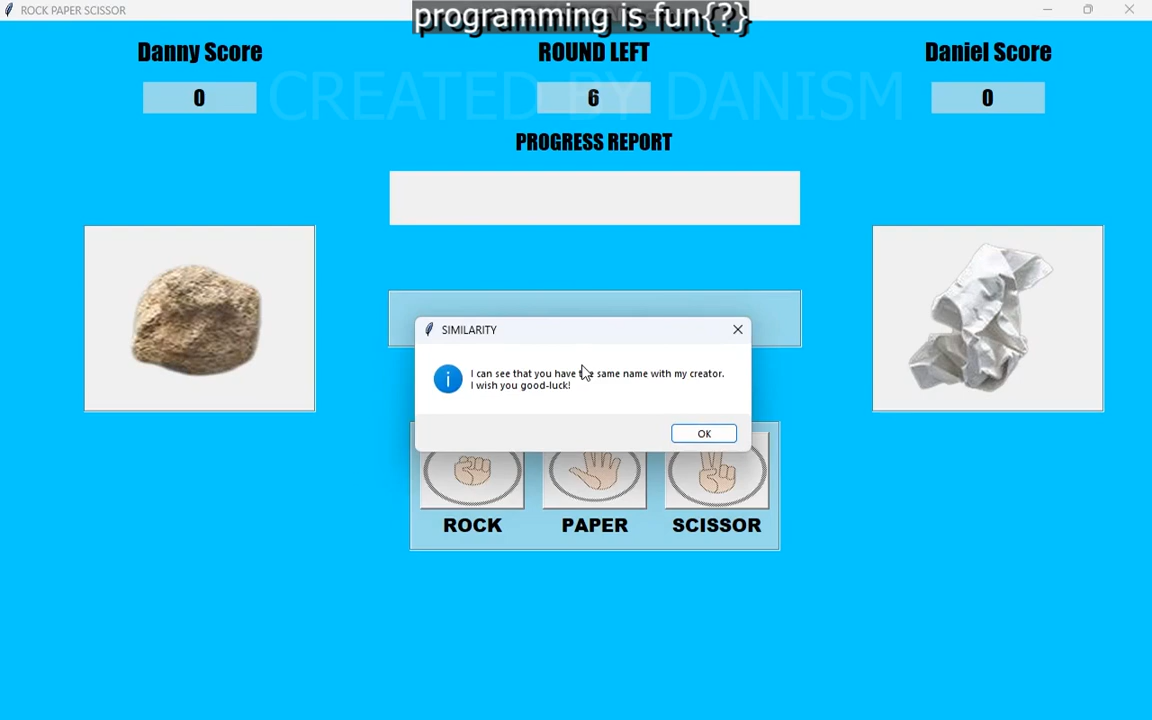 ROCK PAPER SCISSOR
programming is fun{?}
Danny Score
ROUND LEFT
Daniel Score
0
6
0
CREATED BY DANISM
PROGRESS REPORT
SIMILARITY
I can see that you have the same name with my creator.
I wish you good-luck!
OK
ROCK
PAPER
SCISSOR